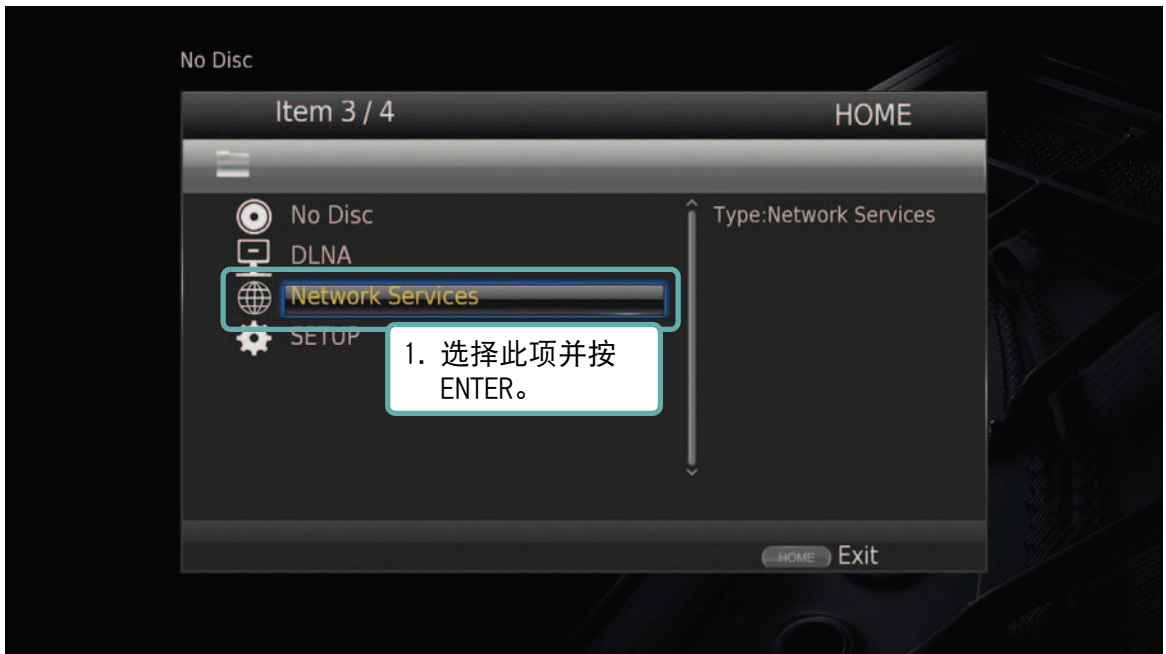 No Disc
Item 3 / 4
HOME
No Disc
Type:Network Services
DLNA
Network Services
SETUP
1. 选择此项并按
ENTER。
HOME Exit